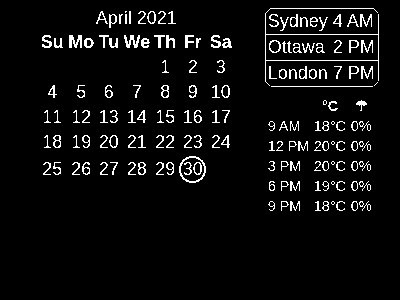 April 2021
Su Mo Tu We Th Fr Sa
1 2 3
4 5 6 7 8 9 10
11 12 13 14 15 16 17
18 19 20 21 22 23 24
25 26 27 28 29 30
Sydney 4 AM
Ottawa 2 PM
London 7 PM
°C ☂
9 AM 18°C 0%
12 PM 20°C 0%
3 PM 20°C 0%
6 PM 19°C 0%
9 PM 18°C 0%